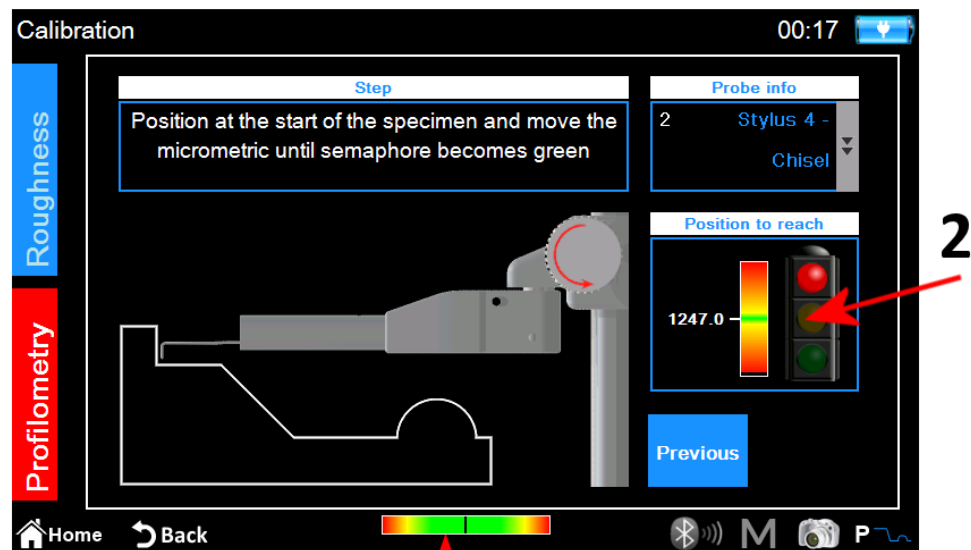 Calibration
00:17
Step
Position at the start of the specimen and move the
micrometric until semaphore becomes green
Probe info
2 Stylus 4 -
Chisel
Roughness
Profilometry
Position to reach
1247.0
2
Previous
Home
Back
M
P